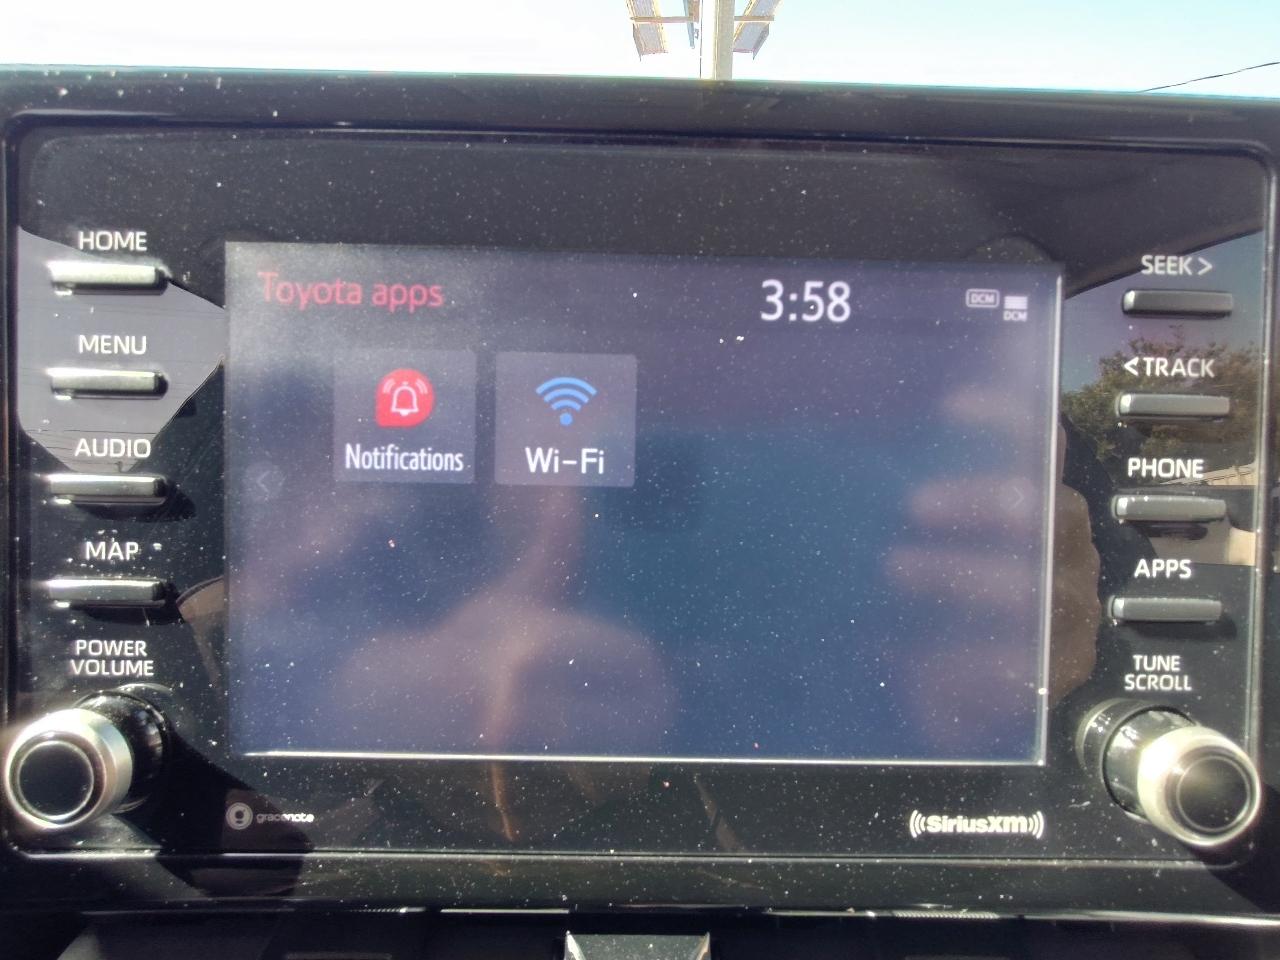 HOME
MENU
AUDIO
MAP
POWER
VOLUME
Toyota apps
3:58
DCM
DCM
Notifications
Wi-Fi
SEEK >
< TRACK
PHONE
APPS
TUNE
SCROLL
gracenote
((SiriusXM))